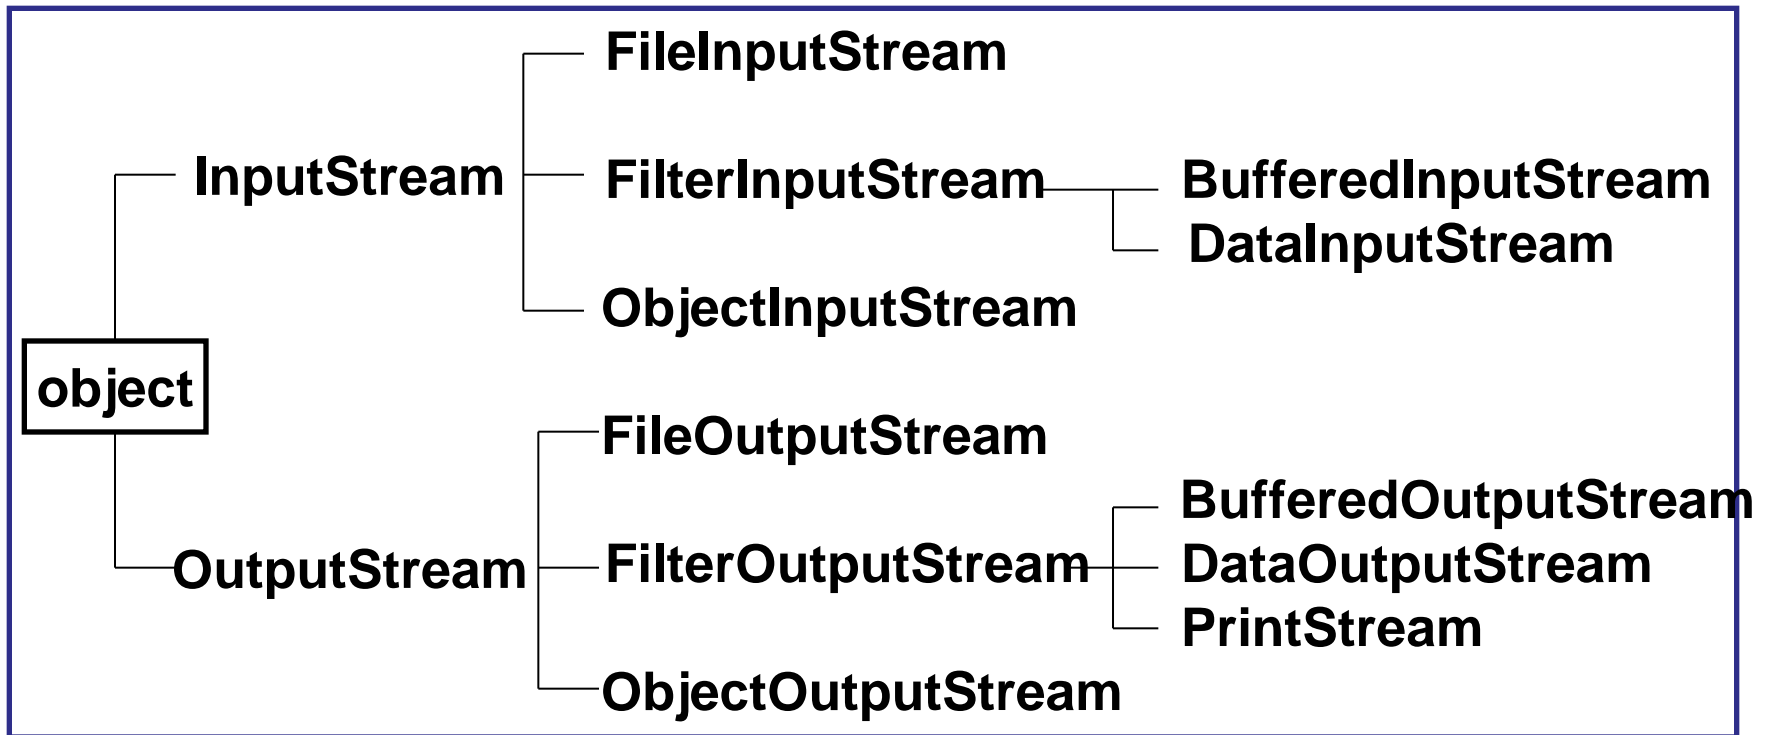 FileInputStream
InputStream
FilterInputStream
BufferedInputStream
DataInputStream
ObjectInputStream
object
FileOutputStream
OutputStream
FilterOutputStream
BufferedOutputStream
DataOutputStream
PrintStream
ObjectOutputStream